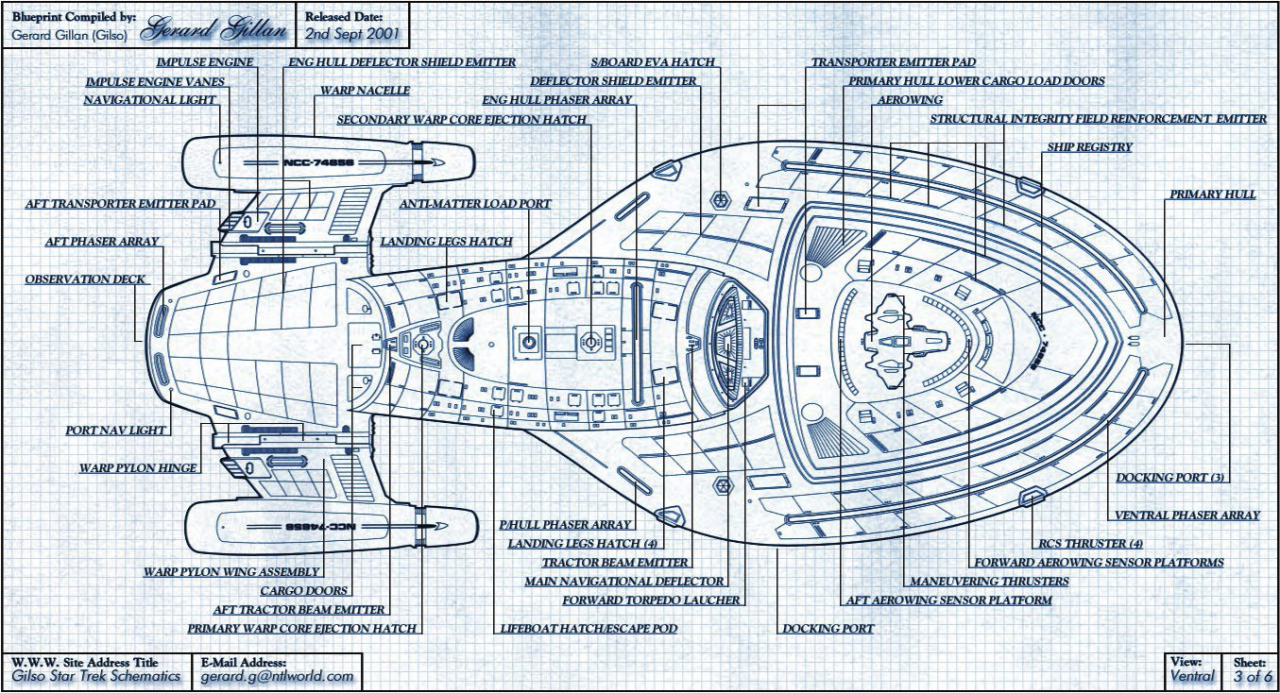 Blueprint Compiled by:
Gerard Gillan (Gilso)
Gerard Gillan
Released Date:
2nd Sept 2001
IMPULSE ENGINE
ENG HULL DEFLECTOR SHIELD EMITTER
S/BOARD EVA HATCH
TRANSPORTER EMITTER PAD
IMPULSE ENGINE VANES
DEFLECTOR SHIELD EMITTER
PRIMARY HULL LOWER CARGO LOAD DOORS
NAVIGATIONAL LIGHT
WARP NACELLE
ENG HULL PHASER ARRAY
AEROWING
SECONDARY WARP CORE EJECTION HATCH
STRUCTURAL INTEGRITY FIELD REINFORCEMENT EMITTER
SHIP REGISTRY
NCC-74656
PRIMARY HULL
AFT TRANSPORTER EMITTER PAD
ANTI-MATTER LOAD PORT
AFT PHASER ARRAY
LANDING LEGS HATCH
OBSERVATION DECK
NCC-74656
PORT NAV LIGHT
WARP PYLON HINGE
DOCKING PORT (3)
NCC-74656
P/HULL PHASER ARRAY
VENTRAL PHASER ARRAY
LANDING LEGS HATCH (4)
RCS THRUSTER (4)
TRACTOR BEAM EMITTER
FORWARD AEROWING SENSOR PLATFORMS
WARP PYLON WING ASSEMBLY
MAIN NAVIGATIONAL DEFLECTOR
MANEUVERING THRUSTERS
CARGO DOORS
FORWARD TORPEDO LAUCHER
AFT AEROWING SENSOR PLATFORM
AFT TRACTOR BEAM EMITTER
PRIMARY WARP CORE EJECTION HATCH
LIFEBOAT HATCH/ESCAPE POD
DOCKING PORT
W.W.W. Site Address Title
Gilso Star Trek Schematics
E-Mail Address:
gerard.g@ntlworld.com
View:
Ventral
Sheet:
3 of 6